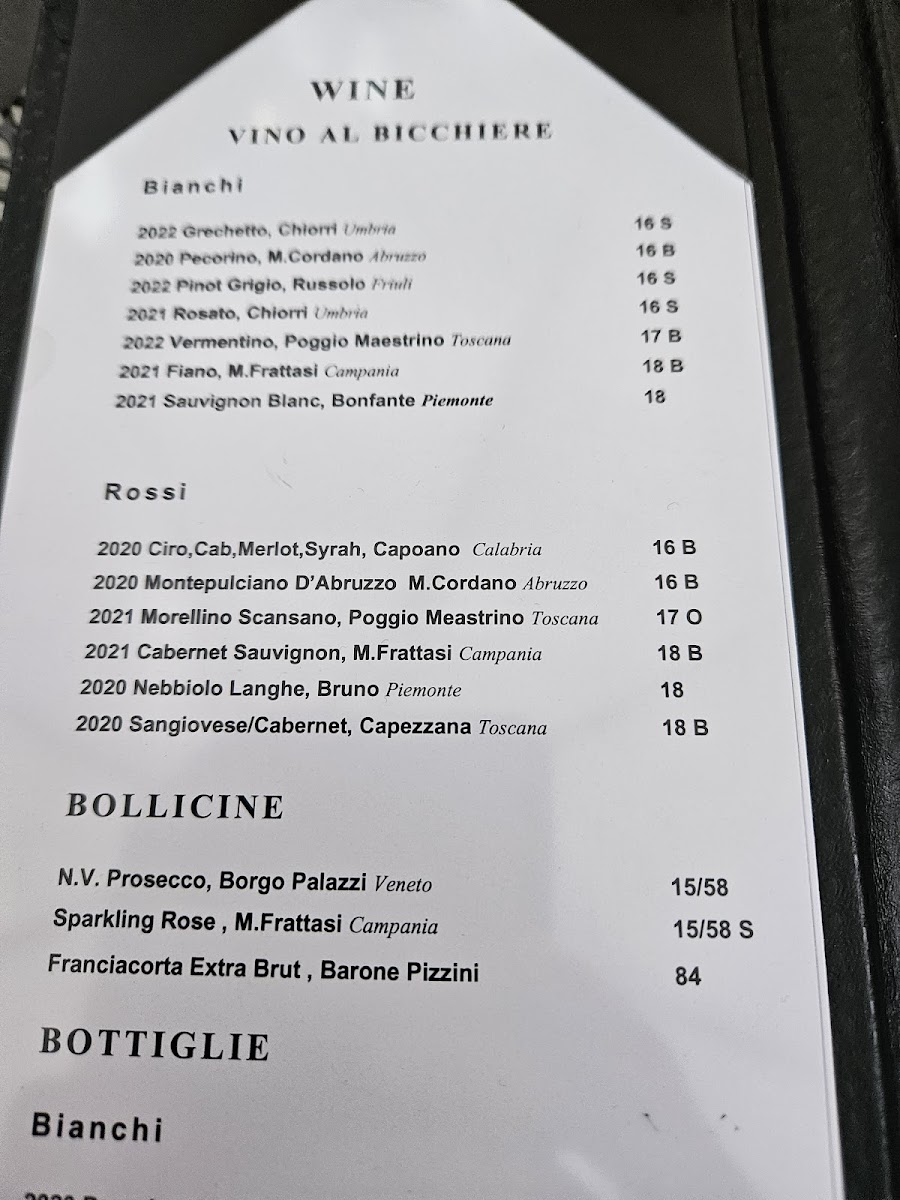 WINE
VINO AL BICCHIERE
Bianchi
2022 Grechetto, Chiorri Umbria 16 S
2020 Pecorino, M.Cordano Abruzzo 16 B
2022 Pinot Grigio, Russolo Friuli 16 S
2021 Rosato, Chiorri Umbria 16 S
2022 Vermentino, Poggio Maestrino Toscana 17 B
2021 Fiano, M.Frattasi Campania 18 B
2021 Sauvignon Blanc, Bonfante Piemonte 18
Rossi
2020 Ciro,Cab,Merlot,Syrah, Capoano Calabria 16 B
2020 Montepulciano D'Abruzzo M.Cordano Abruzzo 16 B
2021 Morellino Scansano, Poggio Meastrino Toscana 17 O
2021 Cabernet Sauvignon, M.Frattasi Campania 18 B
2020 Nebbiolo Langhe, Bruno Piemonte 18
2020 Sangiovese/Cabernet, Capezzana Toscana 18 B
BOLLICINE
N.V. Prosecco, Borgo Palazzi Veneto 15/58
Sparkling Rose , M.Frattasi Campania 15/58 S
Franciacorta Extra Brut , Barone Pizzini 84
BOTTIGLIE
Bianchi